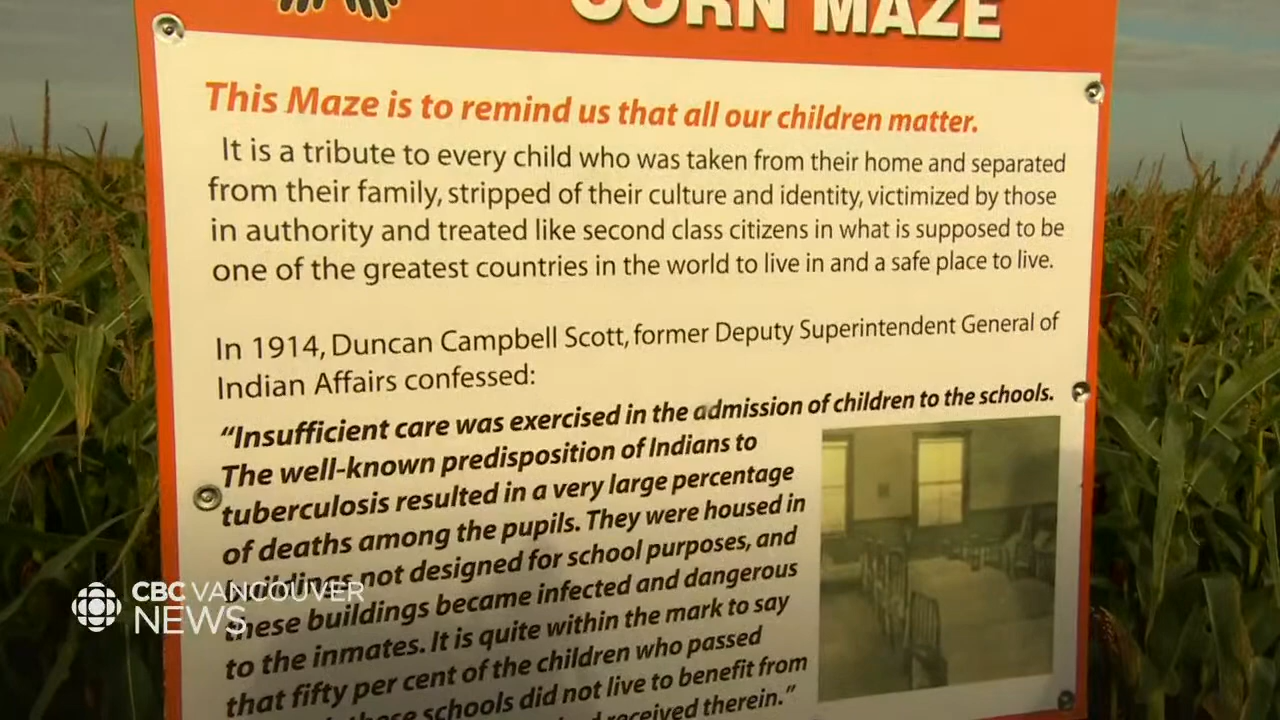 CORN MAZE
This Maze is to remind us that all our children matter.
It is a tribute to every child who was taken from their home and separated
from their family, stripped of their culture and identity, victimized by those
in authority and treated like second class citizens in what is supposed to be
one of the greatest countries in the world to live in and a safe place to live.
In 1914, Duncan Campbell Scott, former Deputy Superintendent General of
Indian Affairs confessed:
“Insufficient care was exercised in the admission of children to the schools.
The well-known predisposition of Indians to
tuberculosis resulted in a very large percentage
of deaths among the pupils. They were housed in
buildings not designed for school purposes, and
these buildings became infected and dangerous
to the inmates. It is quite within the mark to say
that fifty per cent of the children who passed
these schools did not live to benefit from
received therein.”
CBC VANCOUVER
NEWS